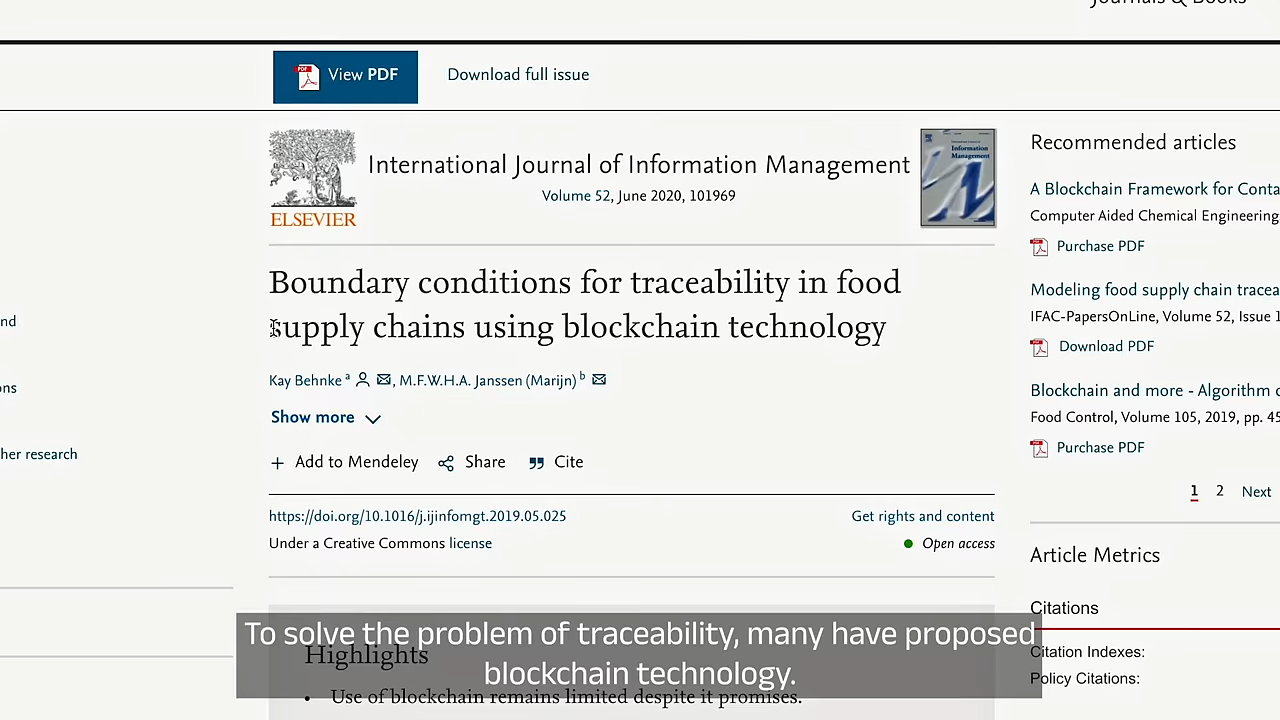 Journals & Books
View PDF
Download full issue
ELSEVIER
International Journal of Information Management
Volume 52, June 2020, 101969
Information
Management
Recommended articles
A Blockchain Framework for Conta
Computer Aided Chemical Engineering
Purchase PDF
Modeling food supply chain tracea
IFAC-PapersOnLine, Volume 52, Issue 1
Download PDF
Blockchain and more - Algorithm
Food Control, Volume 105, 2019, pp. 45
Purchase PDF
1 2 Next
Article Metrics
Citations
Citation Indexes:
Policy Citations:
Boundary conditions for traceability in food
supply chains using blockchain technology
Kay Behnke a, M.F.W.H.A. Janssen (Marijn) b
Show more
+ Add to Mendeley Share Cite
https://doi.org/10.1016/j.ijinfomgt.2019.05.025
Get rights and content
Under a Creative Commons license
Open access
Highlights
• Use of blockchain remains limited despite it promises.
To solve the problem of traceability, many have proposed
blockchain technology.
nd
ons
her research